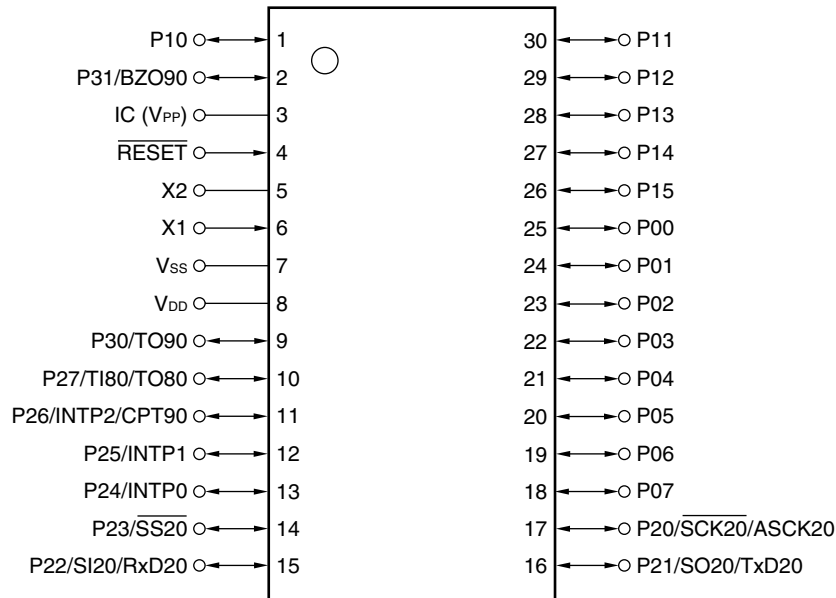 P10 1 30 P11
P31/BZO90 2 29 P12
IC (VPP) 3 28 P13
RESET 4 27 P14
X2 5 26 P15
X1 6 25 P00
VSS 7 24 P01
VDD 8 23 P02
P30/TO90 9 22 P03
P27/TI80/TO80 10 21 P04
P26/INTP2/CPT90 11 20 P05
P25/INTP1 12 19 P06
P24/INTP0 13 18 P07
P23/SS20 14 17 P20/SCK20/ASCK20
P22/SI20/RxD20 15 16 P21/SO20/TxD20